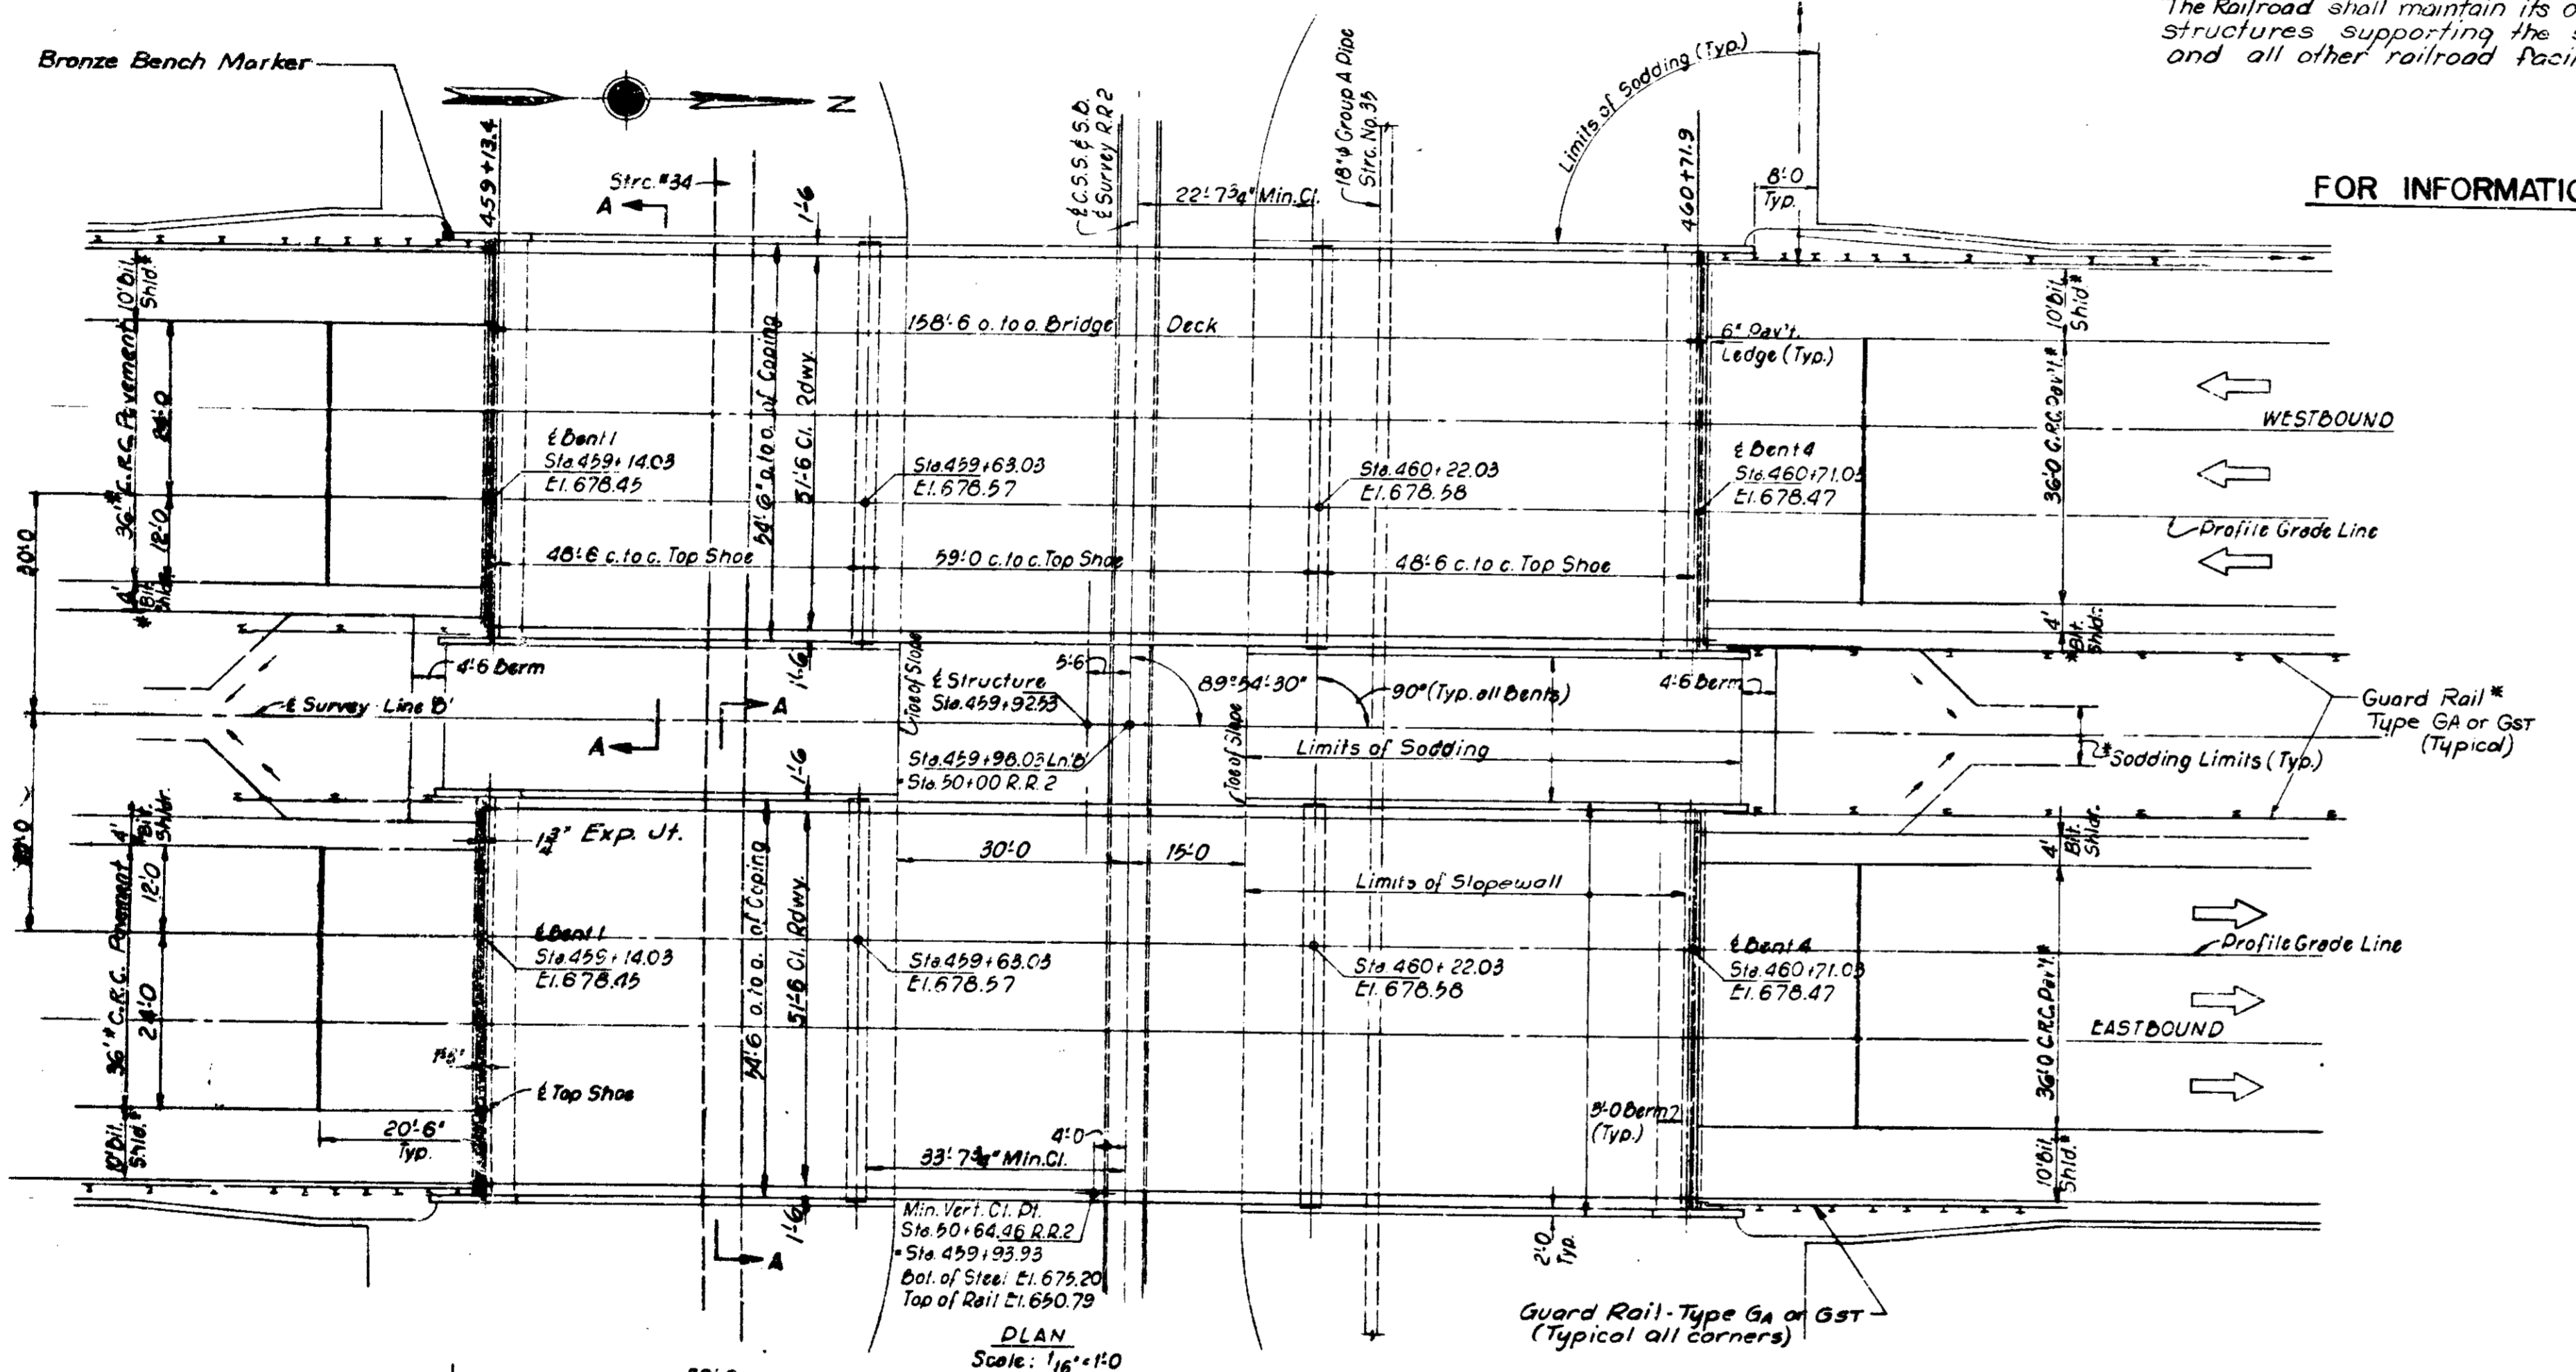 The Railroad shall maintain its o
structures supporting the s
and all other railroad facil
FOR INFORMATIO
Bronze Bench Marker
N
459+13.4
Strc. #34
A
1'-6
℄ C.S.S. & S.B.
℄ Survey R.R.2
22'-7¾" Min. Cl.
18"ϕ Group A Pipe
Strc. No. 35
Limits of Sodding (Typ.)
460+71.9
8'-0
Typ.
10' Bit.
Shld.*
36'* C.R.C. Pavement
24'-0
12'-0
4'
*Bit.
Shldr.
158'-6 o. to o. Bridge Deck
54'-6" o. to o. of Coping
51'-6 Cl. Rdwy.
6" Pav't.
Ledge (Typ.)
10' Bit.
Shld*
36'-0 C.R.C. Pav't.*
WESTBOUND
℄ Bent 1
Sta. 459+14.03
El. 678.45
Sta. 459+63.03
El. 678.57
Sta. 460+22.03
El. 678.58
℄ Bent 4
Sta. 460+71.03
El. 678.47
Profile Grade Line
48'-6 c. to c. Top Shoe
59'-0 c. to c. Top Shoe
48'-6 c. to c. Top Shoe
4'
*Bit.
Shldr.
4'-6 Berm
1'-6
Toe of Slope
5'-6
℄ Structure
Sta. 459+92.53
89°-54'-30"
90° (Typ. all Bents)
4'-6 Berm
Guard Rail *
Type GA or GST
(Typical)
℄ Survey Line 'B'
A
A
Sta. 459+98.03 Ln. 'B'
= Sta. 50+00 R.R. 2
Toe of Slope
Limits of Sodding
*Sodding Limits (Typ.)
1'-6
4'
*Bit.
Shldr.
1¾" Exp. Jt.
30'-0
15'-0
Limits of Slopewall
4'
Bit.
Shldr.
36'* C.R.C. Pavement
12'-0
24'-0
10' Bit.
Shld.*
54'-6 o. to o. of Coping
51'-6 Cl. Rdwy.
℄ Bent 1
Sta. 459+14.03
El. 678.45
Sta. 459+63.03
El. 678.57
Sta. 460+22.03
El. 678.58
℄ Bent 4
Sta. 460+71.03
El. 678.47
Profile Grade Line
36'-0 C.R.C. Pav't.*
EASTBOUND
℄ Top Shoe
20'-6"
Typ.
4'-0
33'-7¾" Min. Cl.
(Typ.)
10' Bit.
Shld.*
1'-6
A
Min. Vert. Cl. Pt.
Sta. 50+64.46 R.R.2
= Sta. 459+93.93
Bot. of Steel El. 675.20
Top of Rail El. 650.79
2'-0
Typ.
Guard Rail - Type GA or GST
(Typical all corners)
PLAN
Scale: 1/16" = 1'-0